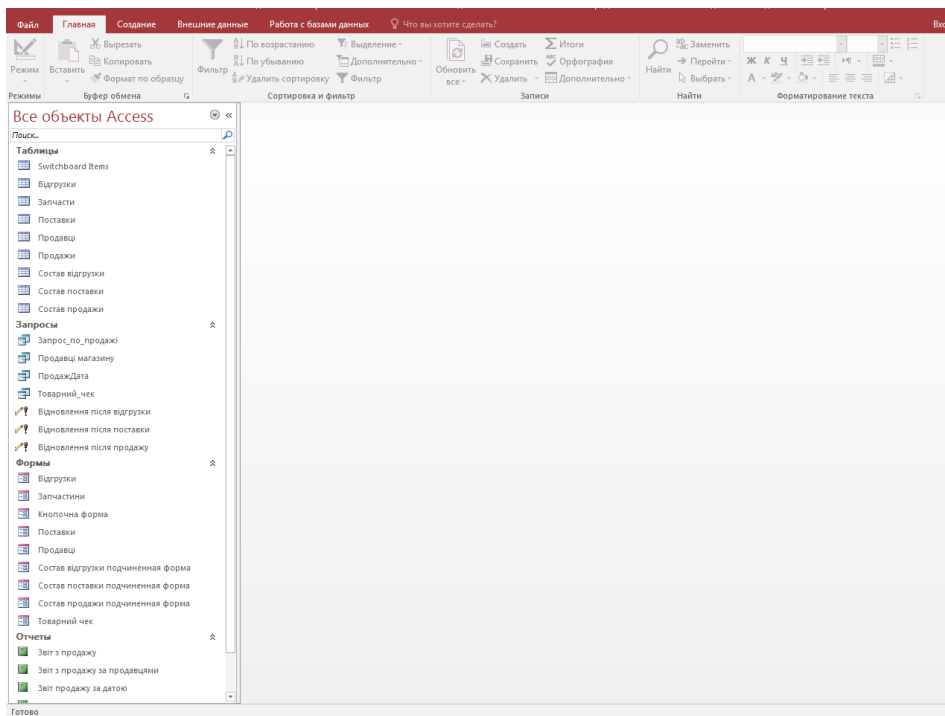 Файл Главная Создание Внешние данные Работа с базами данных Что вы хотите сделать?
Режим
Режимы
Вставить
Вырезать
Копировать
Формат по образцу
Буфер обмена
Фильтр
По возрастанию
По убыванию
Удалить сортировку
Выделение
Дополнительно
Фильтр
Сортировка и фильтр
Обновить все
Создать
Сохранить
Удалить
Итоги
Орфография
Дополнительно
Записи
Найти
Заменить
Перейти
Выбрать
Найти
Ж К Ч
А
Форматирование текста
Все объекты Access
Поиск...
Таблицы
Switchboard Items
Відгрузки
Запчасти
Поставки
Продавці
Продажи
Состав відгрузки
Состав поставки
Состав продажи
Запросы
Запрос_по_продажі
Продавці магазину
ПродажДата
Товарний_чек
Відновлення після відгрузки
Відновлення після поставки
Відновлення після продажу
Формы
Відгрузки
Запчастини
Кнопочна форма
Поставки
Продавці
Состав відгрузки подчиненная форма
Состав поставки подчиненная форма
Состав продажи подчиненная форма
Товарний чек
Отчеты
Звіт з продажу
Звіт з продажу за продавцями
Звіт продажу за датою
Готово